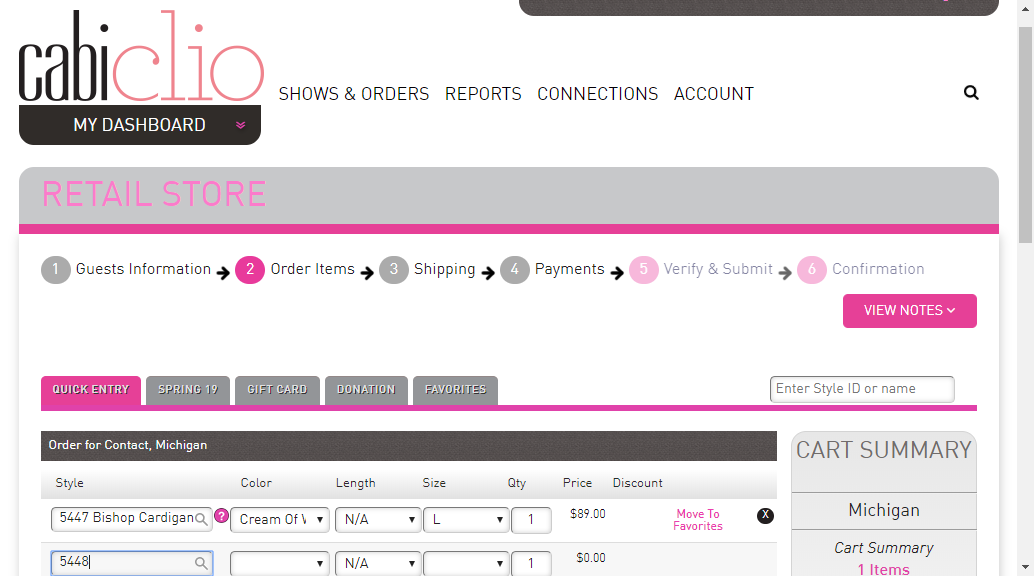 cabiclio
MY DASHBOARD
SHOWS & ORDERS REPORTS CONNECTIONS ACCOUNT
RETAIL STORE
1 Guests Information 2 Order Items 3 Shipping 4 Payments 5 Verify & Submit 6 Confirmation
VIEW NOTES
QUICK ENTRY SPRING 19 GIFT CARD DONATION FAVORITES Enter Style ID or name
Order for Contact, Michigan
Style Color Length Size Qty Price Discount
5447 Bishop Cardigan ? Cream Of N/A L 1 $89.00 Move To Favorites X
5448 N/A 1 $0.00
CART SUMMARY
Michigan
Cart Summary
1 Items